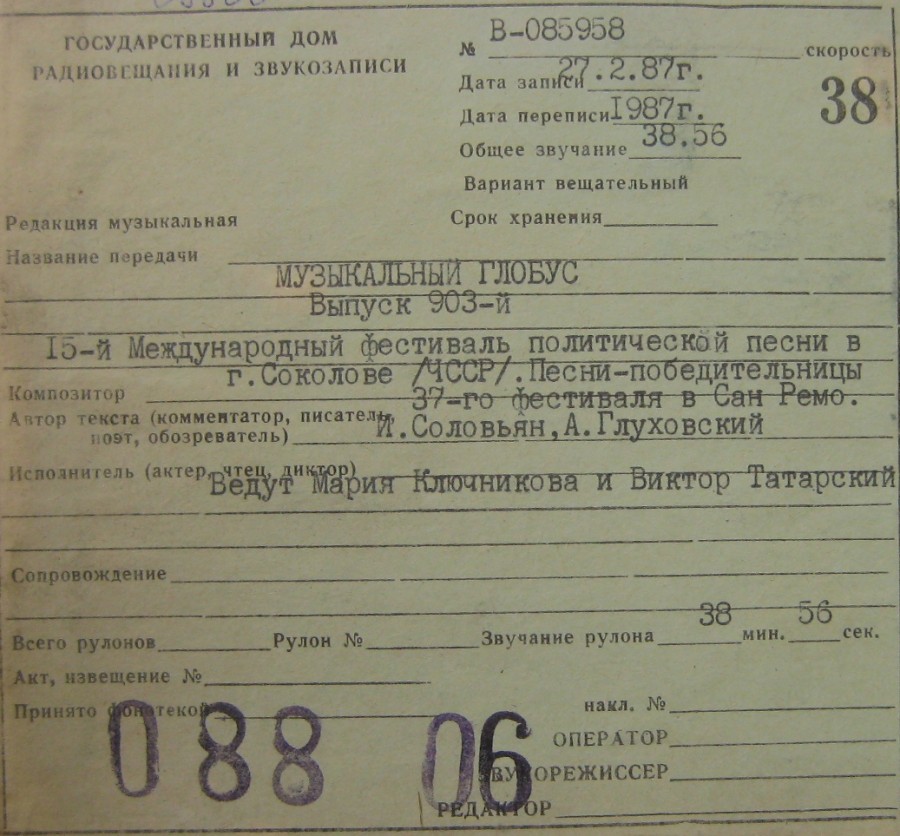 ГОСУДАРСТВЕННЫЙ ДОМ
РАДИОВЕЩАНИЯ И ЗВУКОЗАПИСИ
№ В-085958 скорость
38
Дата записи 27.2.87г.
Дата переписи 1987г.
Общее звучание 38.56
Вариант вещательный
Редакция музыкальная
Срок хранения
Название передачи
МУЗЫКАЛЬНЫЙ ГЛОБУС
Выпуск 903-й
15-й Международный фестиваль политической песни в
г.Соколове /ЧССР/.Песни-победительницы
Композитор 37-го фестиваля в Сан Ремо.
Автор текста (комментатор, писатель,
поэт, обозреватель) И.Соловьян,А.Глуховский
Исполнитель (актер, чтец, диктор)
Ведут Мария Ключникова и Виктор Татарский
Сопровождение
Всего рулонов Рулон № Звучание рулона 38 мин. 56 сек.
Акт, извещение №
Принято фонотекой накл. №
088 06
ОПЕРАТОР
ЗВУКОРЕЖИССЕР
РЕДАКТОР